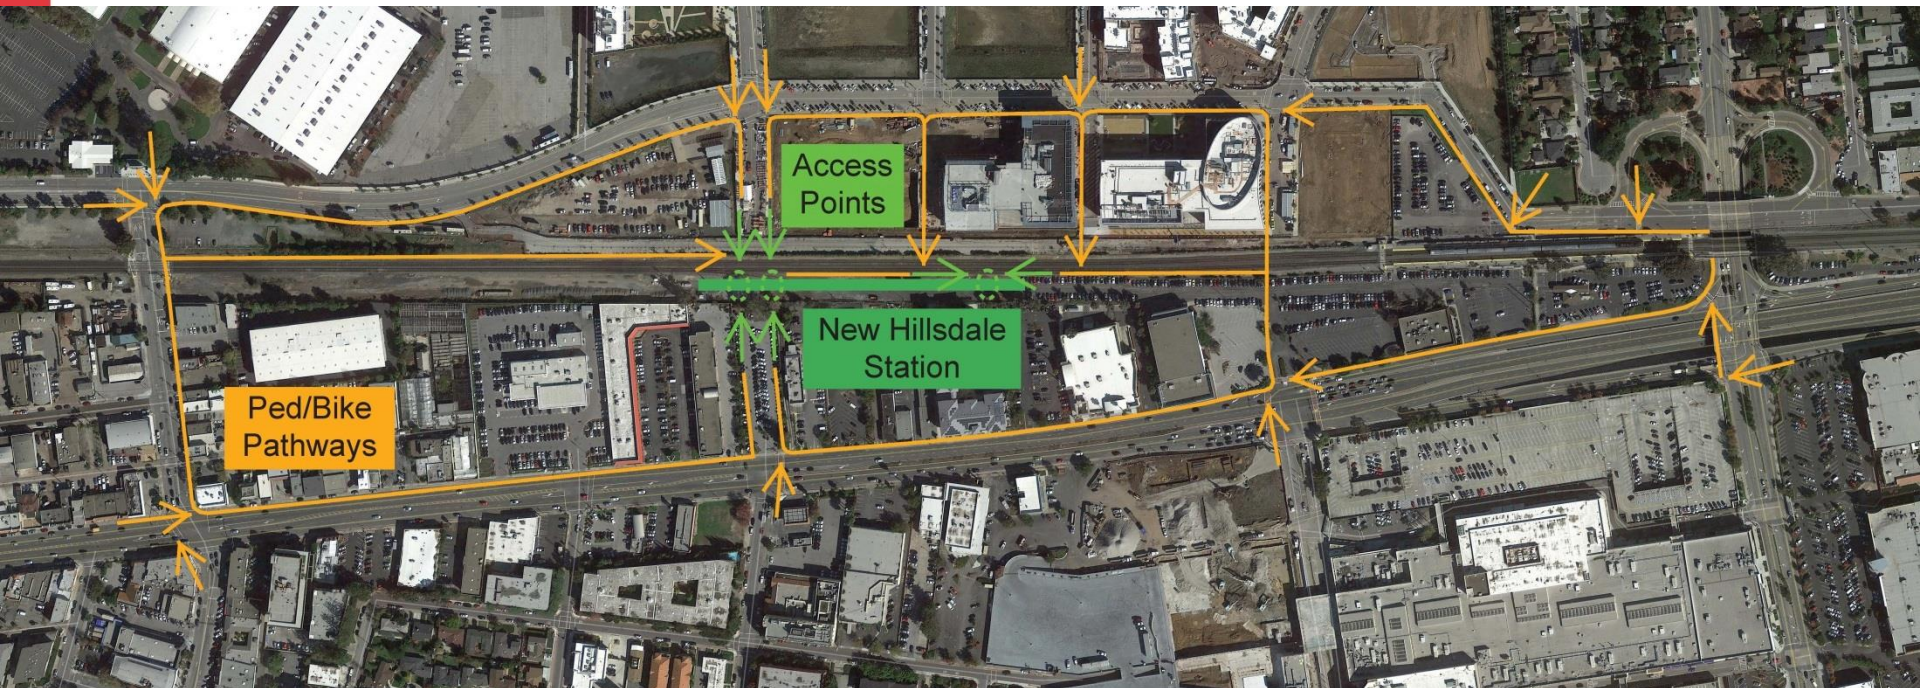 Access
Points
New Hillsdale
Station
Ped/Bike
Pathways